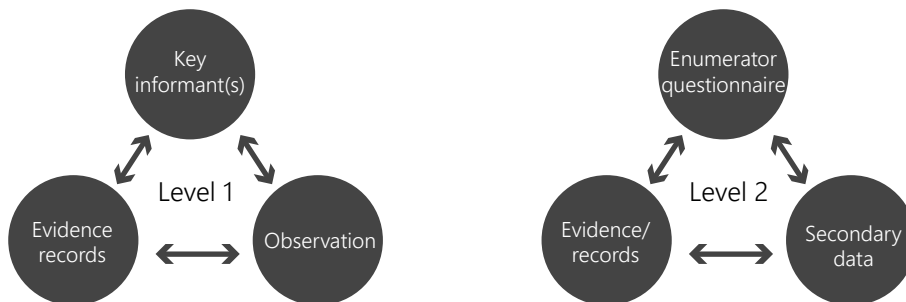 Key
informant(s)
Level 1
Evidence
records
Observation
Enumerator
questionnaire
Level 2
Evidence/
records
Secondary
data